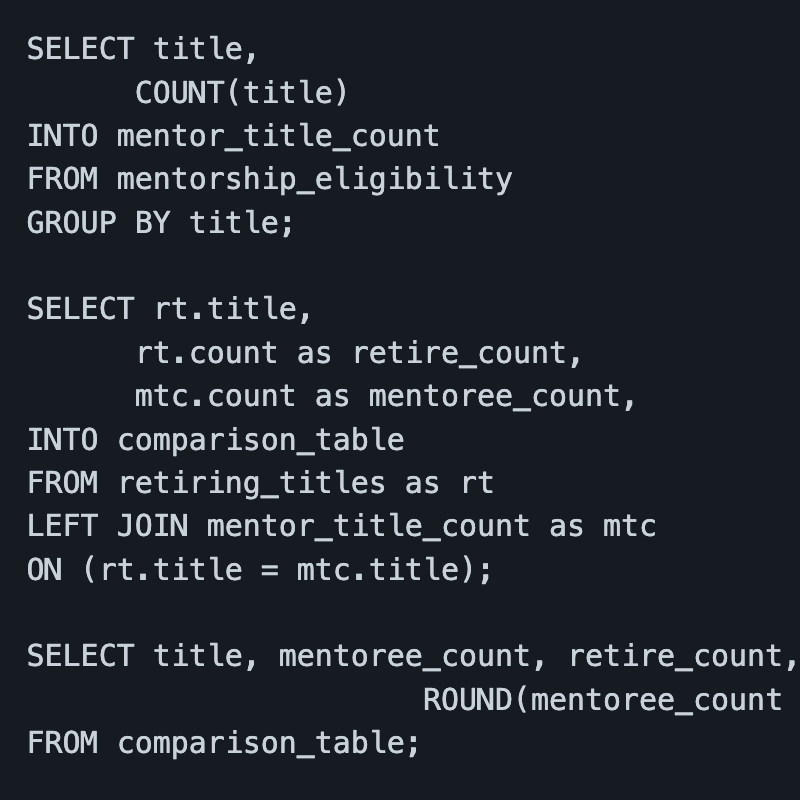 SELECT title,
COUNT(title)
INTO mentor_title_count
FROM mentorship_eligibility
GROUP BY title;
SELECT rt.title,
rt.count as retire_count,
mtc.count as mentoree_count,
INTO comparison_table
FROM retiring_titles as rt
LEFT JOIN mentor_title_count as mtc
ON (rt.title = mtc.title);
SELECT title, mentoree_count, retire_count,
ROUND(mentoree_count
FROM comparison_table;